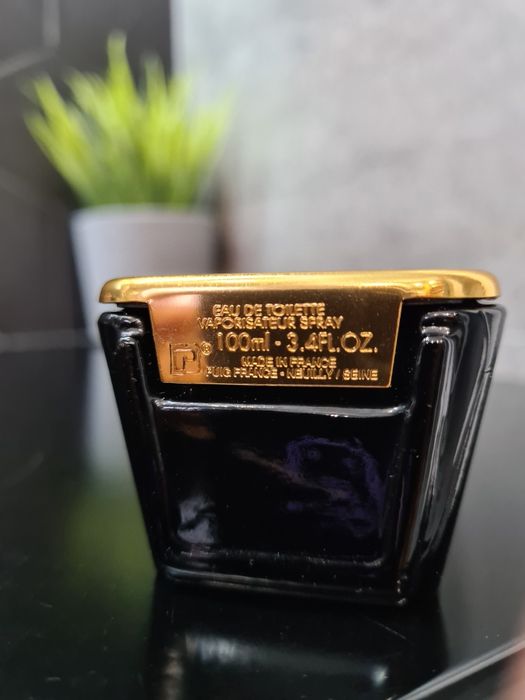 EAU DE TOILETTE
VAPORISATEUR SPRAY
® 100ml - 3.4FL.OZ.
MADE IN FRANCE
PUIG FRANCE - NEUILLY / SEINE